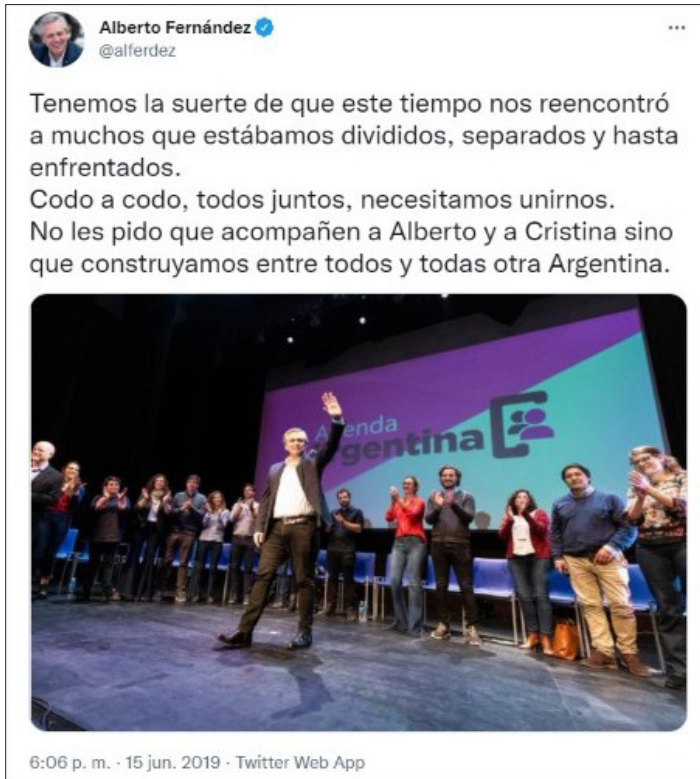 Alberto Fernández
@alferdez
Tenemos la suerte de que este tiempo nos reencontró
a muchos que estábamos divididos, separados y hasta
enfrentados.
Codo a codo, todos juntos, necesitamos unirnos.
No les pido que acompañen a Alberto y a Cristina sino
que construyamos entre todos y todas otra Argentina.
enda
gentina
6:06 p. m. · 15 jun. 2019 · Twitter Web App